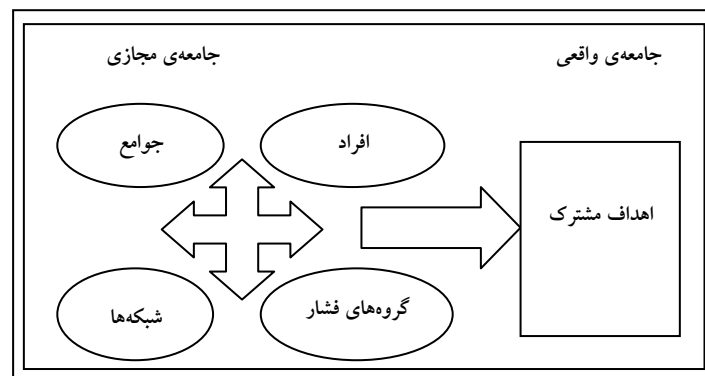 جامعه‌ی واقعی
جامعه‌ی مجازی
افراد
جوامع
اهداف مشترک
گروه‌های فشار
شبکه‌ها